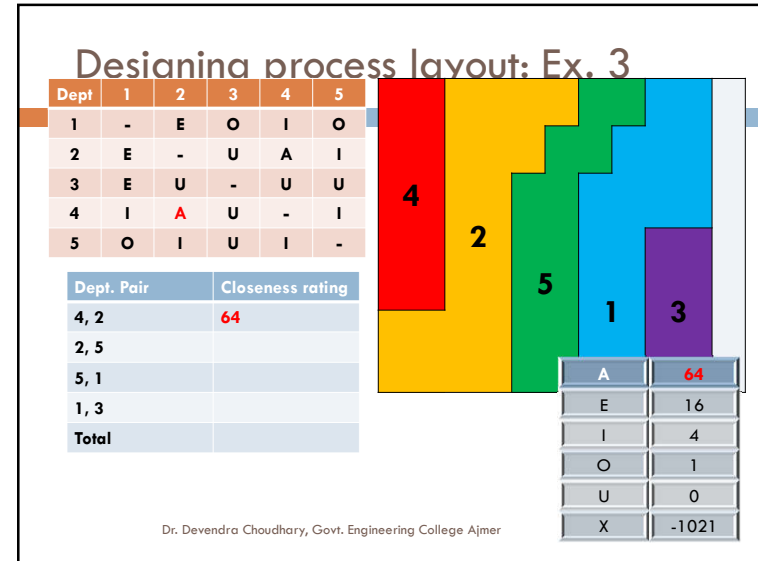 Designing process layout: Ex. 3
Dept 1 2 3 4 5
1 - E O I O
2 E - U A I
3 E U - U U
4 I A U - I
5 O I U I -
Dept. Pair Closeness rating
4, 2 64
2, 5
5, 1
1, 3
Total
4
2
5
1
3
A 64
E 16
I 4
O 1
U 0
X -1021
Dr. Devendra Choudhary, Govt. Engineering College Ajmer